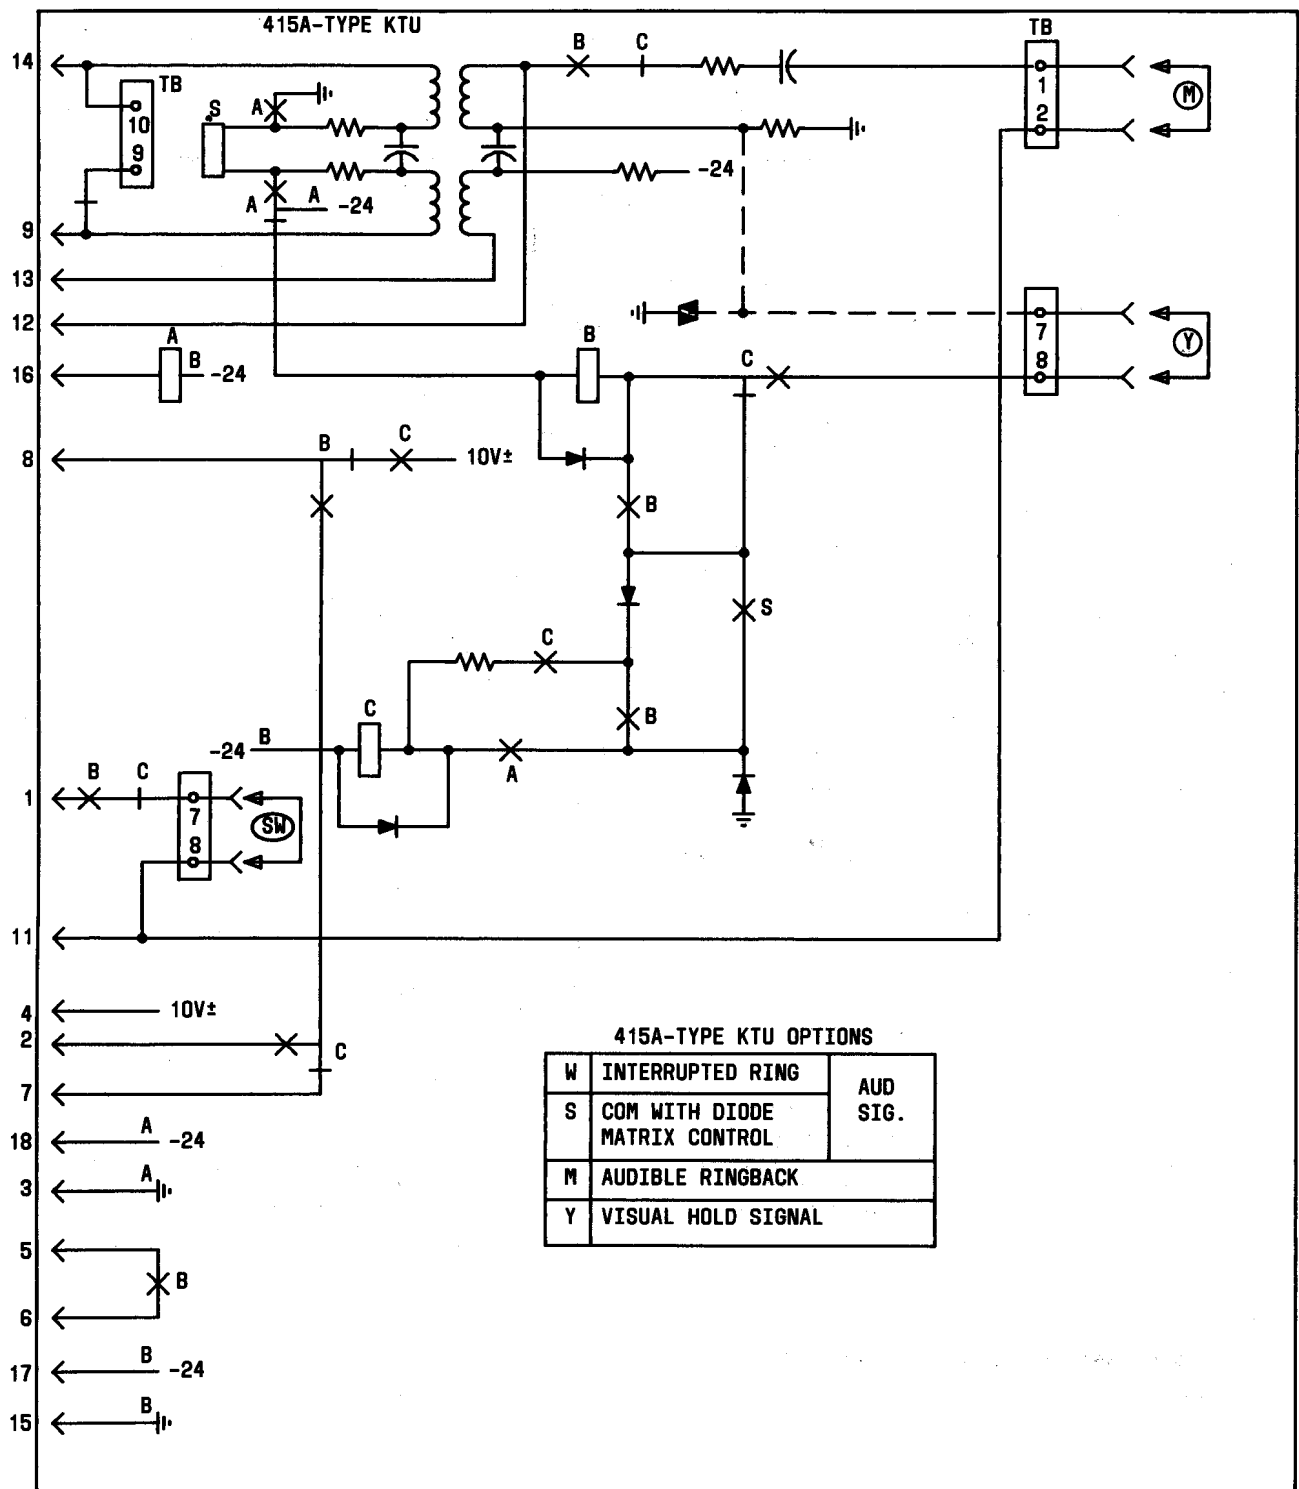 415A-TYPE KTU
TB
14
B C
TB
1
M
10
S
A
2
9
A A -24
-24
9
13
12
7
A
B
C
Y
16
B -24
8
8
B C 10V±
B
S
C
C
B
-24 B
A
1
B C
7
SW
8
11
4
10V±
2
C
7
18
A -24
3
A
5
B
6
17
B -24
15
B
415A-TYPE KTU OPTIONS
W INTERRUPTED RING
AUD
SIG.
S COM WITH DIODE
MATRIX CONTROL
M AUDIBLE RINGBACK
Y VISUAL HOLD SIGNAL